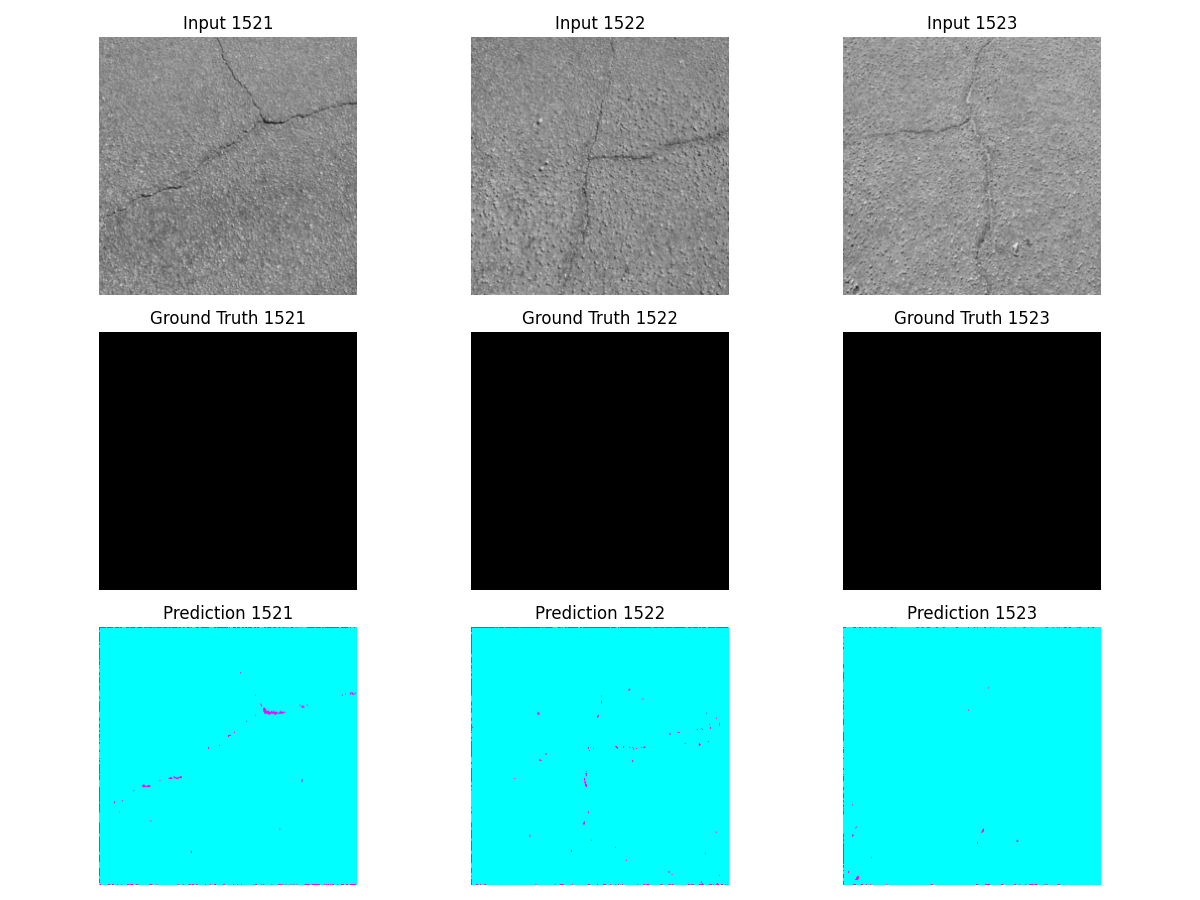 Input 1521
Input 1522
Input 1523
Ground Truth 1521
Ground Truth 1522
Ground Truth 1523
Prediction 1521
Prediction 1522
Prediction 1523